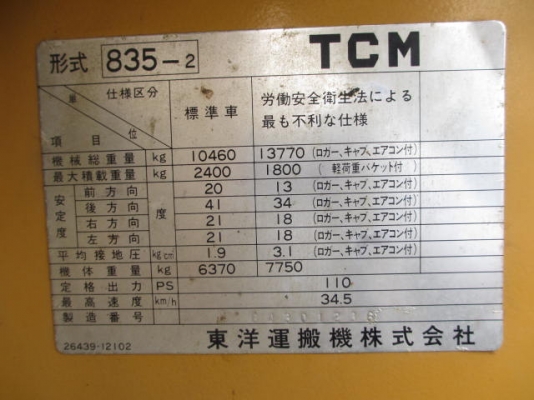 形式 835-2 TCM
単位 仕様区分 項目 標準車 労働安全衛生法による最も不利な仕様
機械総重量 kg 10460 13770 (ロガー、キャブ、エアコン付)
最大積載重量 kg 2400 1800 (軽荷重バケット付)
安定度 前方向 度 20 13 (ロガー、キャブ、エアコン付)
後方向 41 34 (ロガー、キャブ、エアコン付)
右方向 21 18 (ロガー、キャブ、エアコン付)
左方向 21 18 (ロガー、キャブ、エアコン付)
平均接地圧 kg/cm 1.9 3.1 (ロガー、キャブ、エアコン付)
機体重量 kg 6370 7750
定格出力 PS 110
最高速度 km/h 34.5
製造番号
26439-12102 東洋運搬機株式会社